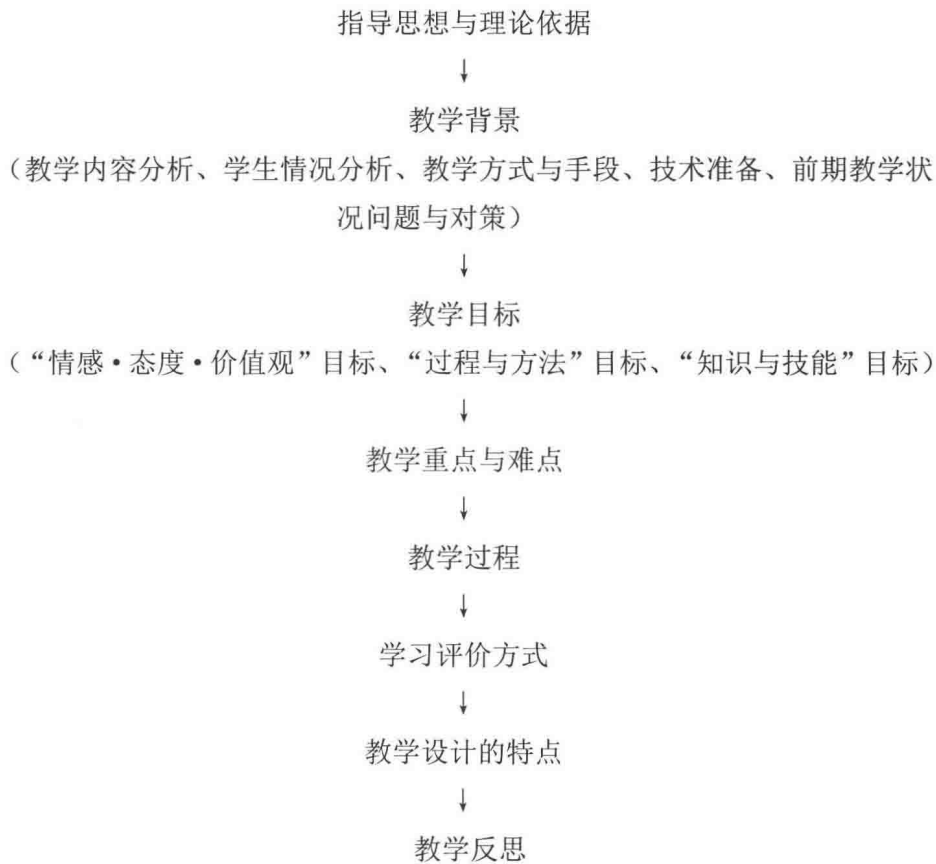 指导思想与理论依据
↓
教学背景
（教学内容分析、学生情况分析、教学方式与手段、技术准备、前期教学状
况问题与对策）
↓
教学目标
（“情感·态度·价值观”目标、“过程与方法”目标、“知识与技能”目标）
↓
教学重点与难点
↓
教学过程
↓
学习评价方式
↓
教学设计的特点
↓
教学反思